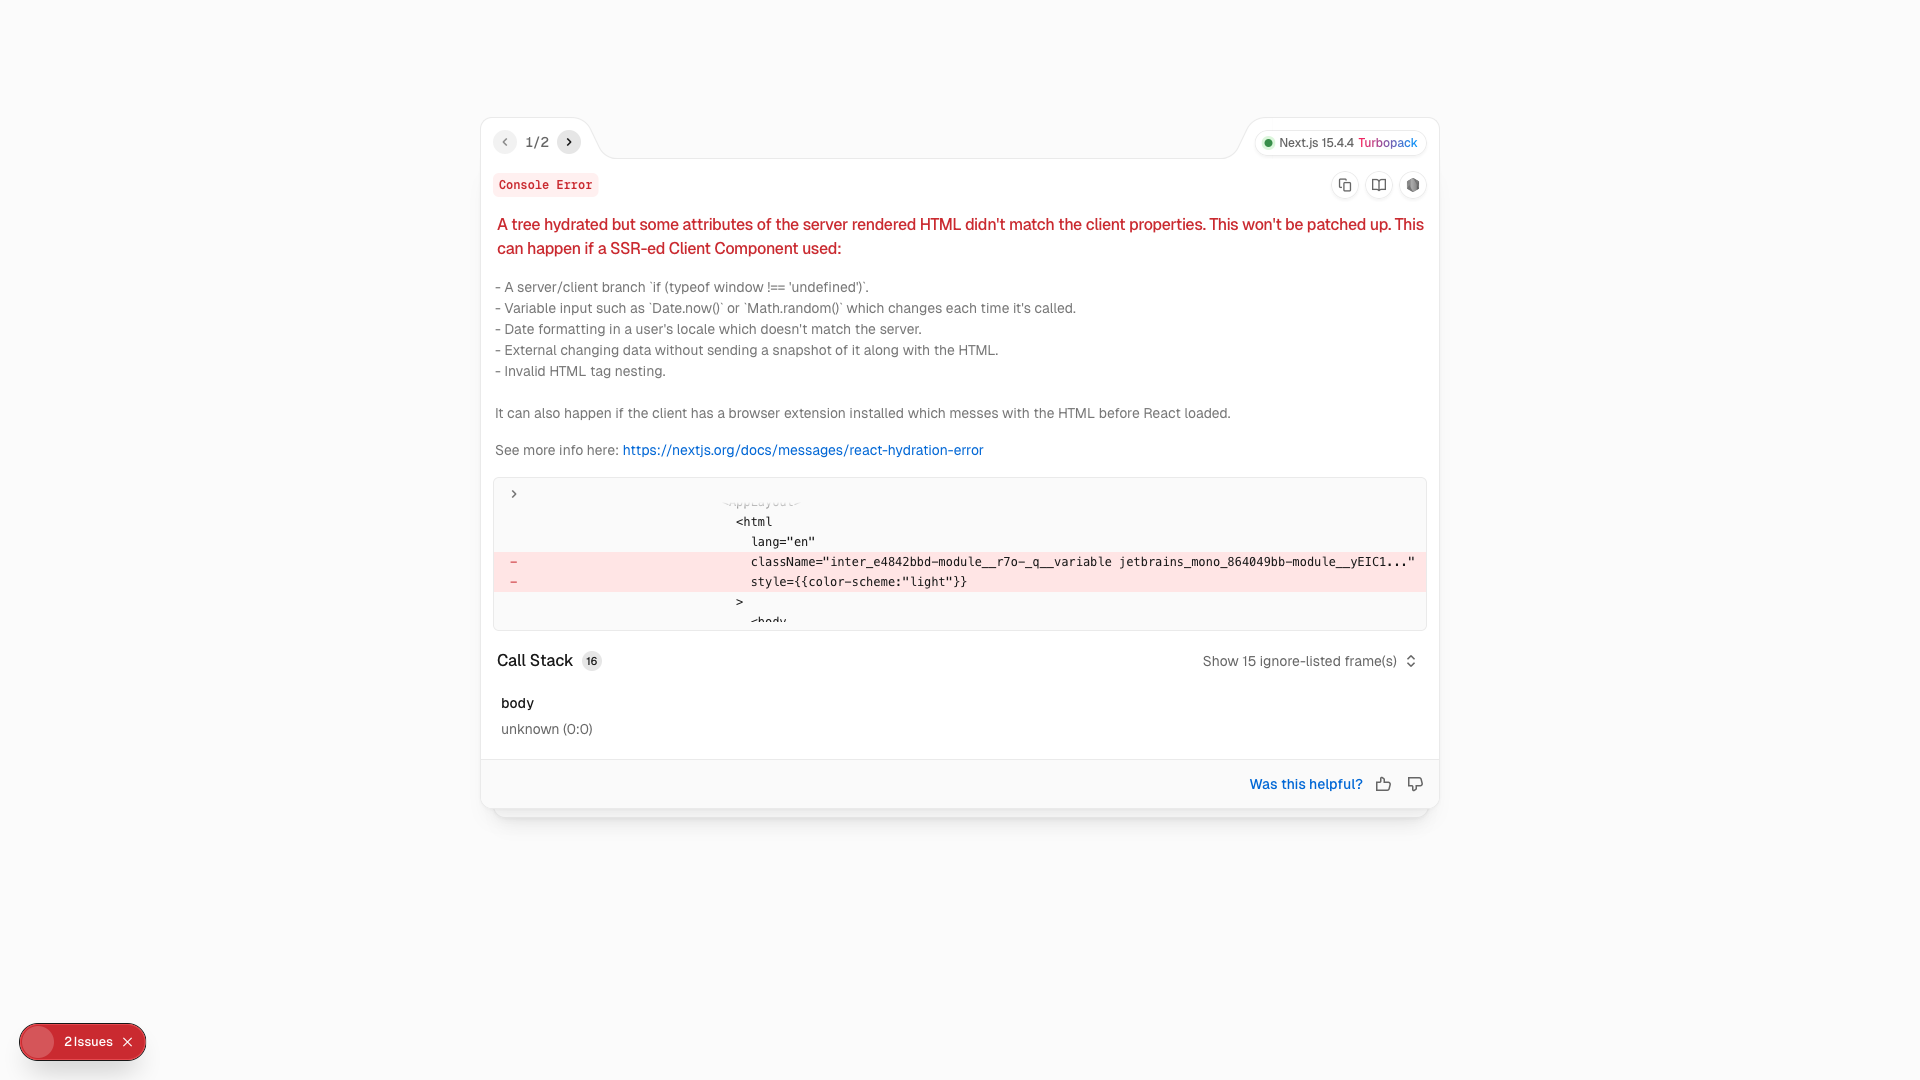 1/2
Next.js 15.4.4 Turbopack
Console Error
A tree hydrated but some attributes of the server rendered HTML didn't match the client properties. This won't be patched up. This
can happen if a SSR-ed Client Component used:
- A server/client branch `if (typeof window !== 'undefined')`.
- Variable input such as `Date.now()` or `Math.random()` which changes each time it's called.
- Date formatting in a user's locale which doesn't match the server.
- External changing data without sending a snapshot of it along with the HTML.
- Invalid HTML tag nesting.
It can also happen if the client has a browser extension installed which messes with the HTML before React loaded.
See more info here: https://nextjs.org/docs/messages/react-hydration-error
<AppLayout>
<html
lang="en"
- className="inter_e4842bbd-module__r7o-_q__variable jetbrains_mono_864049bb-module__yEIC1..."
- style={{color-scheme:"light"}}
>
<body
Call Stack 16
Show 15 ignore-listed frame(s)
body
unknown (0:0)
Was this helpful?
2 Issues